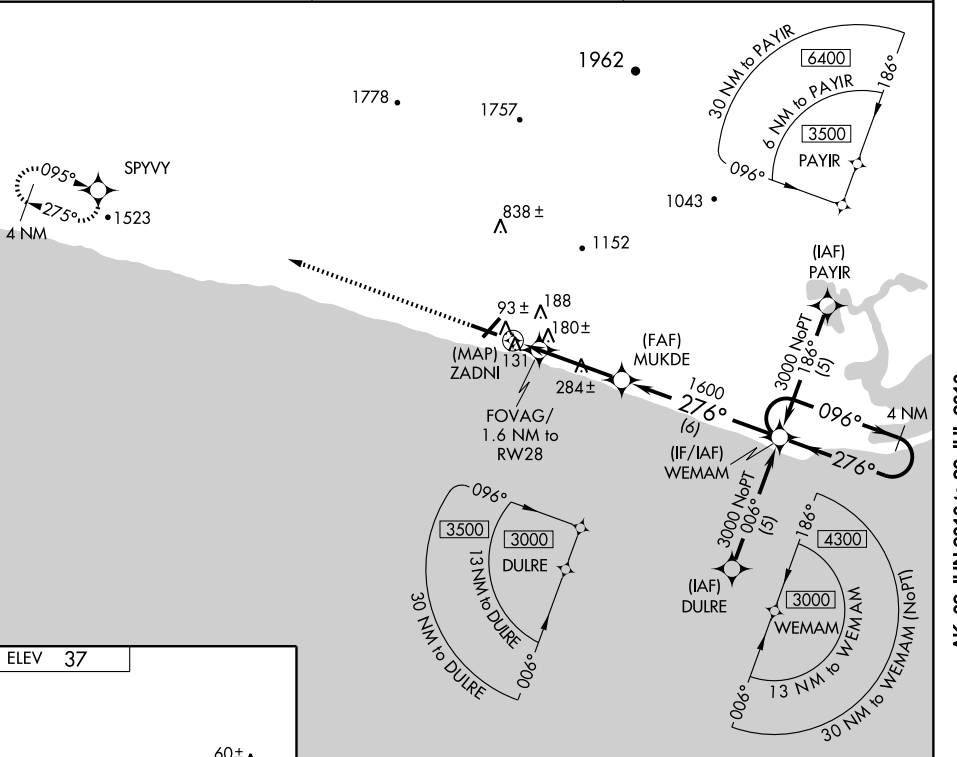 1962
1778
1757
30 NM to PAYIR
6400
186°
6 NM to PAYIR
3500
PAYIR
096°
SPYVY
095°
275°
1523
4 NM
838±
1043
1152
(IAF)
PAYIR
93±
188
180±
(MAP)
ZADNI
131
(FAF)
MUKDE
284±
3000 NoPT
186°
(5)
1600
276°
(6)
096°
4 NM
FOVAG/
1.6 NM to
RW28
(IF/IAF)
WEMAM
276°
096°
3500
3000
DULRE
13 NM to DULRE
30 NM to DULRE
006°
3000 NoPT
006°
(5)
(IAF)
DULRE
186°
4300
3000
WEMAM
13 NM to WEMAM
30 NM to WEMAM (NoPT)
006°
ELEV 37
60±